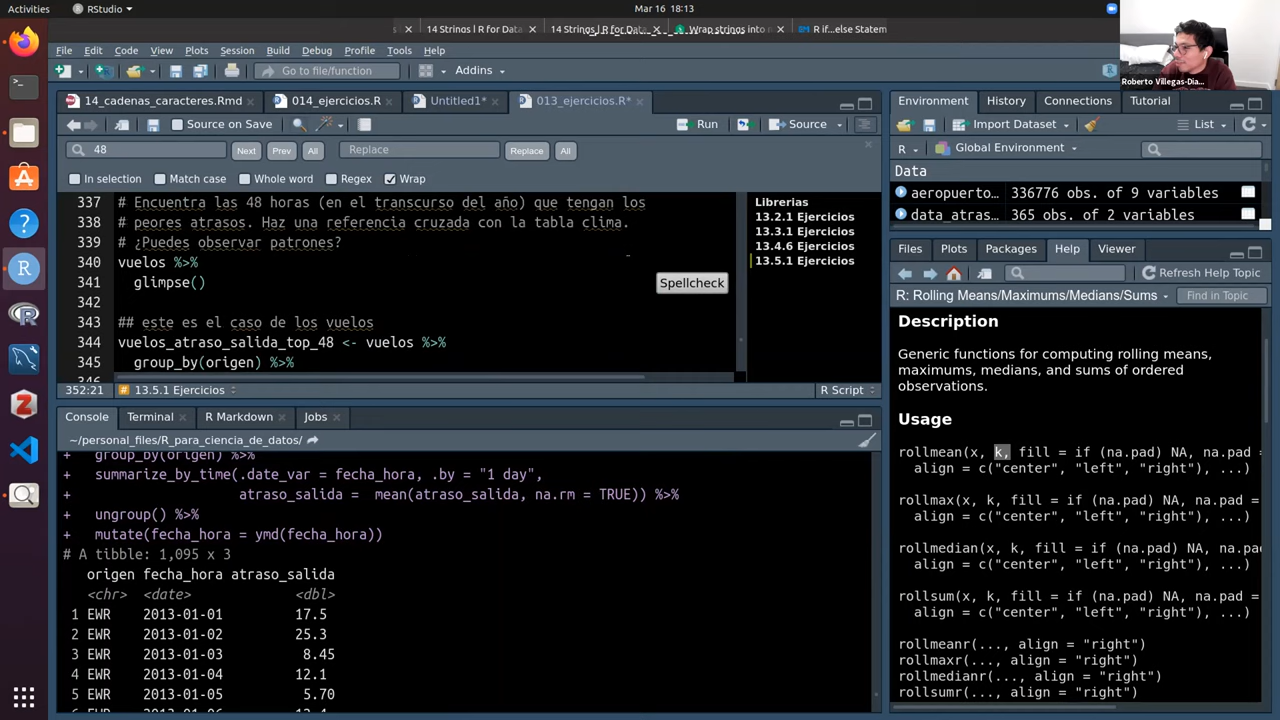 Activities
RStudio
Mar 16 18:13
14 Strings | R for Dat
14 Strings | R for Dat
Wrap strings into n
R if...else Statem
Roberto Villegas-Dia...
File Edit Code View Plots Session Build Debug Profile Tools Help
Go to file/function
Addins
14_cadenas_caracteres.Rmd
014_ejercicios.R
Untitled1*
013_ejercicios.R*
Source on Save
Run
Source
48
Next
Prev
All
Replace
Replace
All
In selection
Match case
Whole word
Regex
Wrap
337 # Encuentra las 48 horas (en el transcurso del año) que tengan los
338 # peores atrasos. Haz una referencia cruzada con la tabla clima.
339 # ¿Puedes observar patrones?
340 vuelos %>%
341 glimpse()
342
343 ## este es el caso de los vuelos
344 vuelos_atraso_salida_top_48 <- vuelos %>%
345 group_by(origen) %>%
346
Spellcheck
Librerias
13.2.1 Ejercicios
13.3.1 Ejercicios
13.4.6 Ejercicios
13.5.1 Ejercicios
352:21
# 13.5.1 Ejercicios
R Script
Console
Terminal
R Markdown
Jobs
~/personal_files/R_para_ciencia_de_datos/
+ group_by(origen) %>%
+ summarize_by_time(.date_var = fecha_hora, .by = "1 day",
+ atraso_salida = mean(atraso_salida, na.rm = TRUE)) %>%
+ ungroup() %>%
+ mutate(fecha_hora = ymd(fecha_hora))
# A tibble: 1,095 x 3
origen fecha_hora atraso_salida
<chr> <date> <dbl>
1 EWR 2013-01-01 17.5
2 EWR 2013-01-02 25.3
3 EWR 2013-01-03 8.45
4 EWR 2013-01-04 12.1
5 EWR 2013-01-05 5.70
Environment
History
Connections
Tutorial
Import Dataset
List
R
Global Environment
Data
aeropuerto... 336776 obs. of 9 variables
data_atras... 365 obs. of 2 variables
Files
Plots
Packages
Help
Viewer
Refresh Help Topic
R: Rolling Means/Maximums/Medians/Sums
Find in Topic
Description
Generic functions for computing rolling means,
maximums, medians, and sums of ordered
observations.
Usage
rollmean(x, k, fill = if (na.pad) NA, na.pad =
align = c("center", "left", "right"), ...)
rollmax(x, k, fill = if (na.pad) NA, na.pad =
align = c("center", "left", "right"), ...)
rollmedian(x, k, fill = if (na.pad) NA, na.pad
align = c("center", "left", "right"), ...)
rollsum(x, k, fill = if (na.pad) NA, na.pad =
align = c("center", "left", "right"), ...)
rollmeanr(..., align = "right")
rollmaxr(..., align = "right")
rollmedianr(..., align = "right")
rollsumr(..., align = "right")